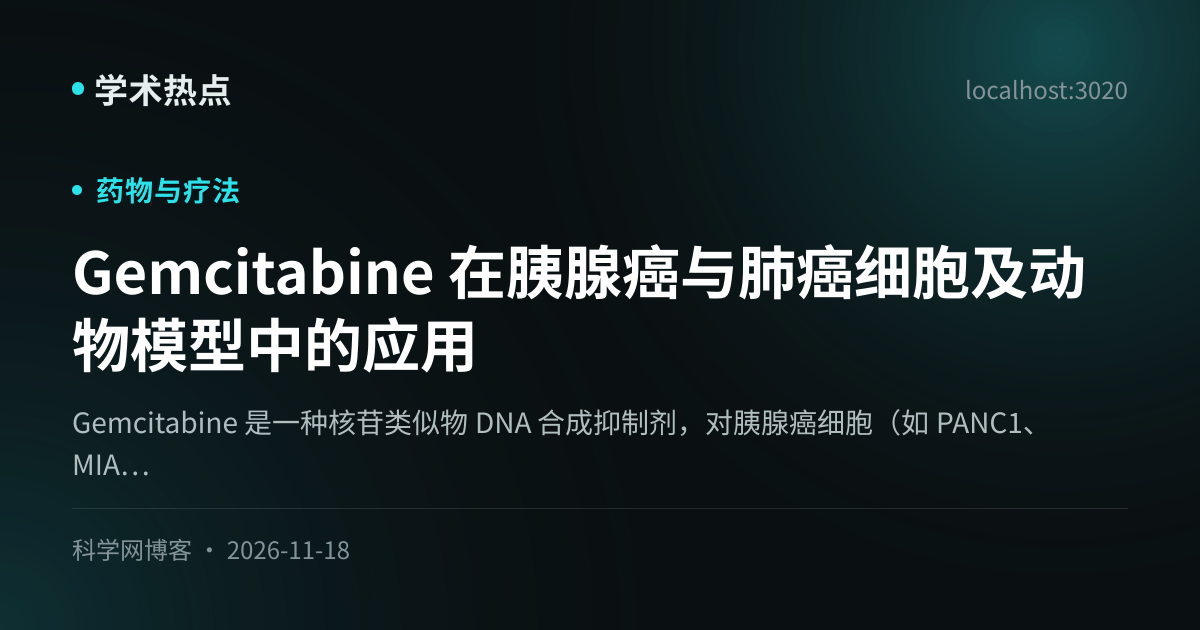 学术热点
localhost:3020
药物与疗法
Gemcitabine 在胰腺癌与肺癌细胞及动
物模型中的应用
Gemcitabine 是一种核苷类似物 DNA 合成抑制剂，对胰腺癌细胞（如 PANC1、
MIA…
科学网博客 · 2026-11-18